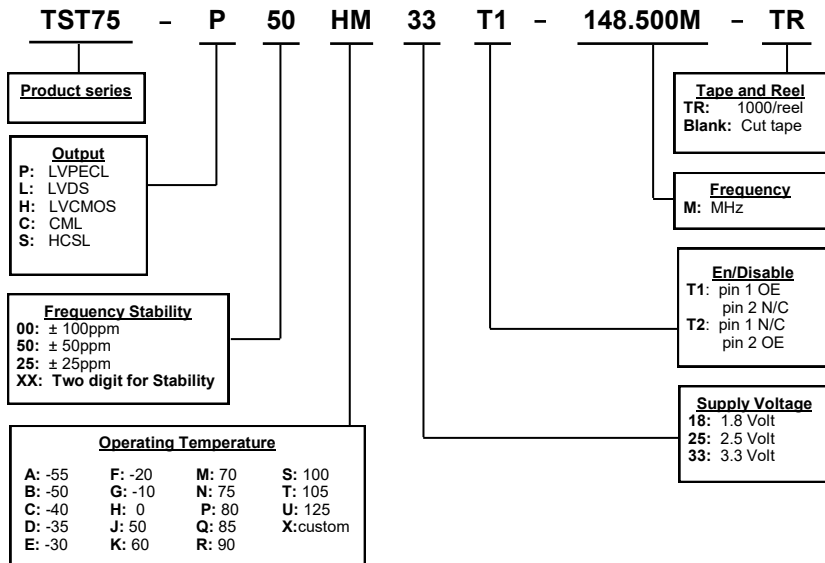 TST75 – P 50 HM 33 T1 – 148.500M – TR
Product series
Output
P: LVPECL
L: LVDS
H: LVCMOS
C: CML
S: HCSL
Frequency Stability
00: ± 100ppm
50: ± 50ppm
25: ± 25ppm
XX: Two digit for Stability
Operating Temperature
A: -55 F: -20 M: 70 S: 100
B: -50 G: -10 N: 75 T: 105
C: -40 H: 0 P: 80 U: 125
D: -35 J: 50 Q: 85 X:custom
E: -30 K: 60 R: 90
Tape and Reel
TR: 1000/reel
Blank: Cut tape
Frequency
M: MHz
En/Disable
T1: pin 1 OE
pin 2 N/C
T2: pin 1 N/C
pin 2 OE
Supply Voltage
18: 1.8 Volt
25: 2.5 Volt
33: 3.3 Volt